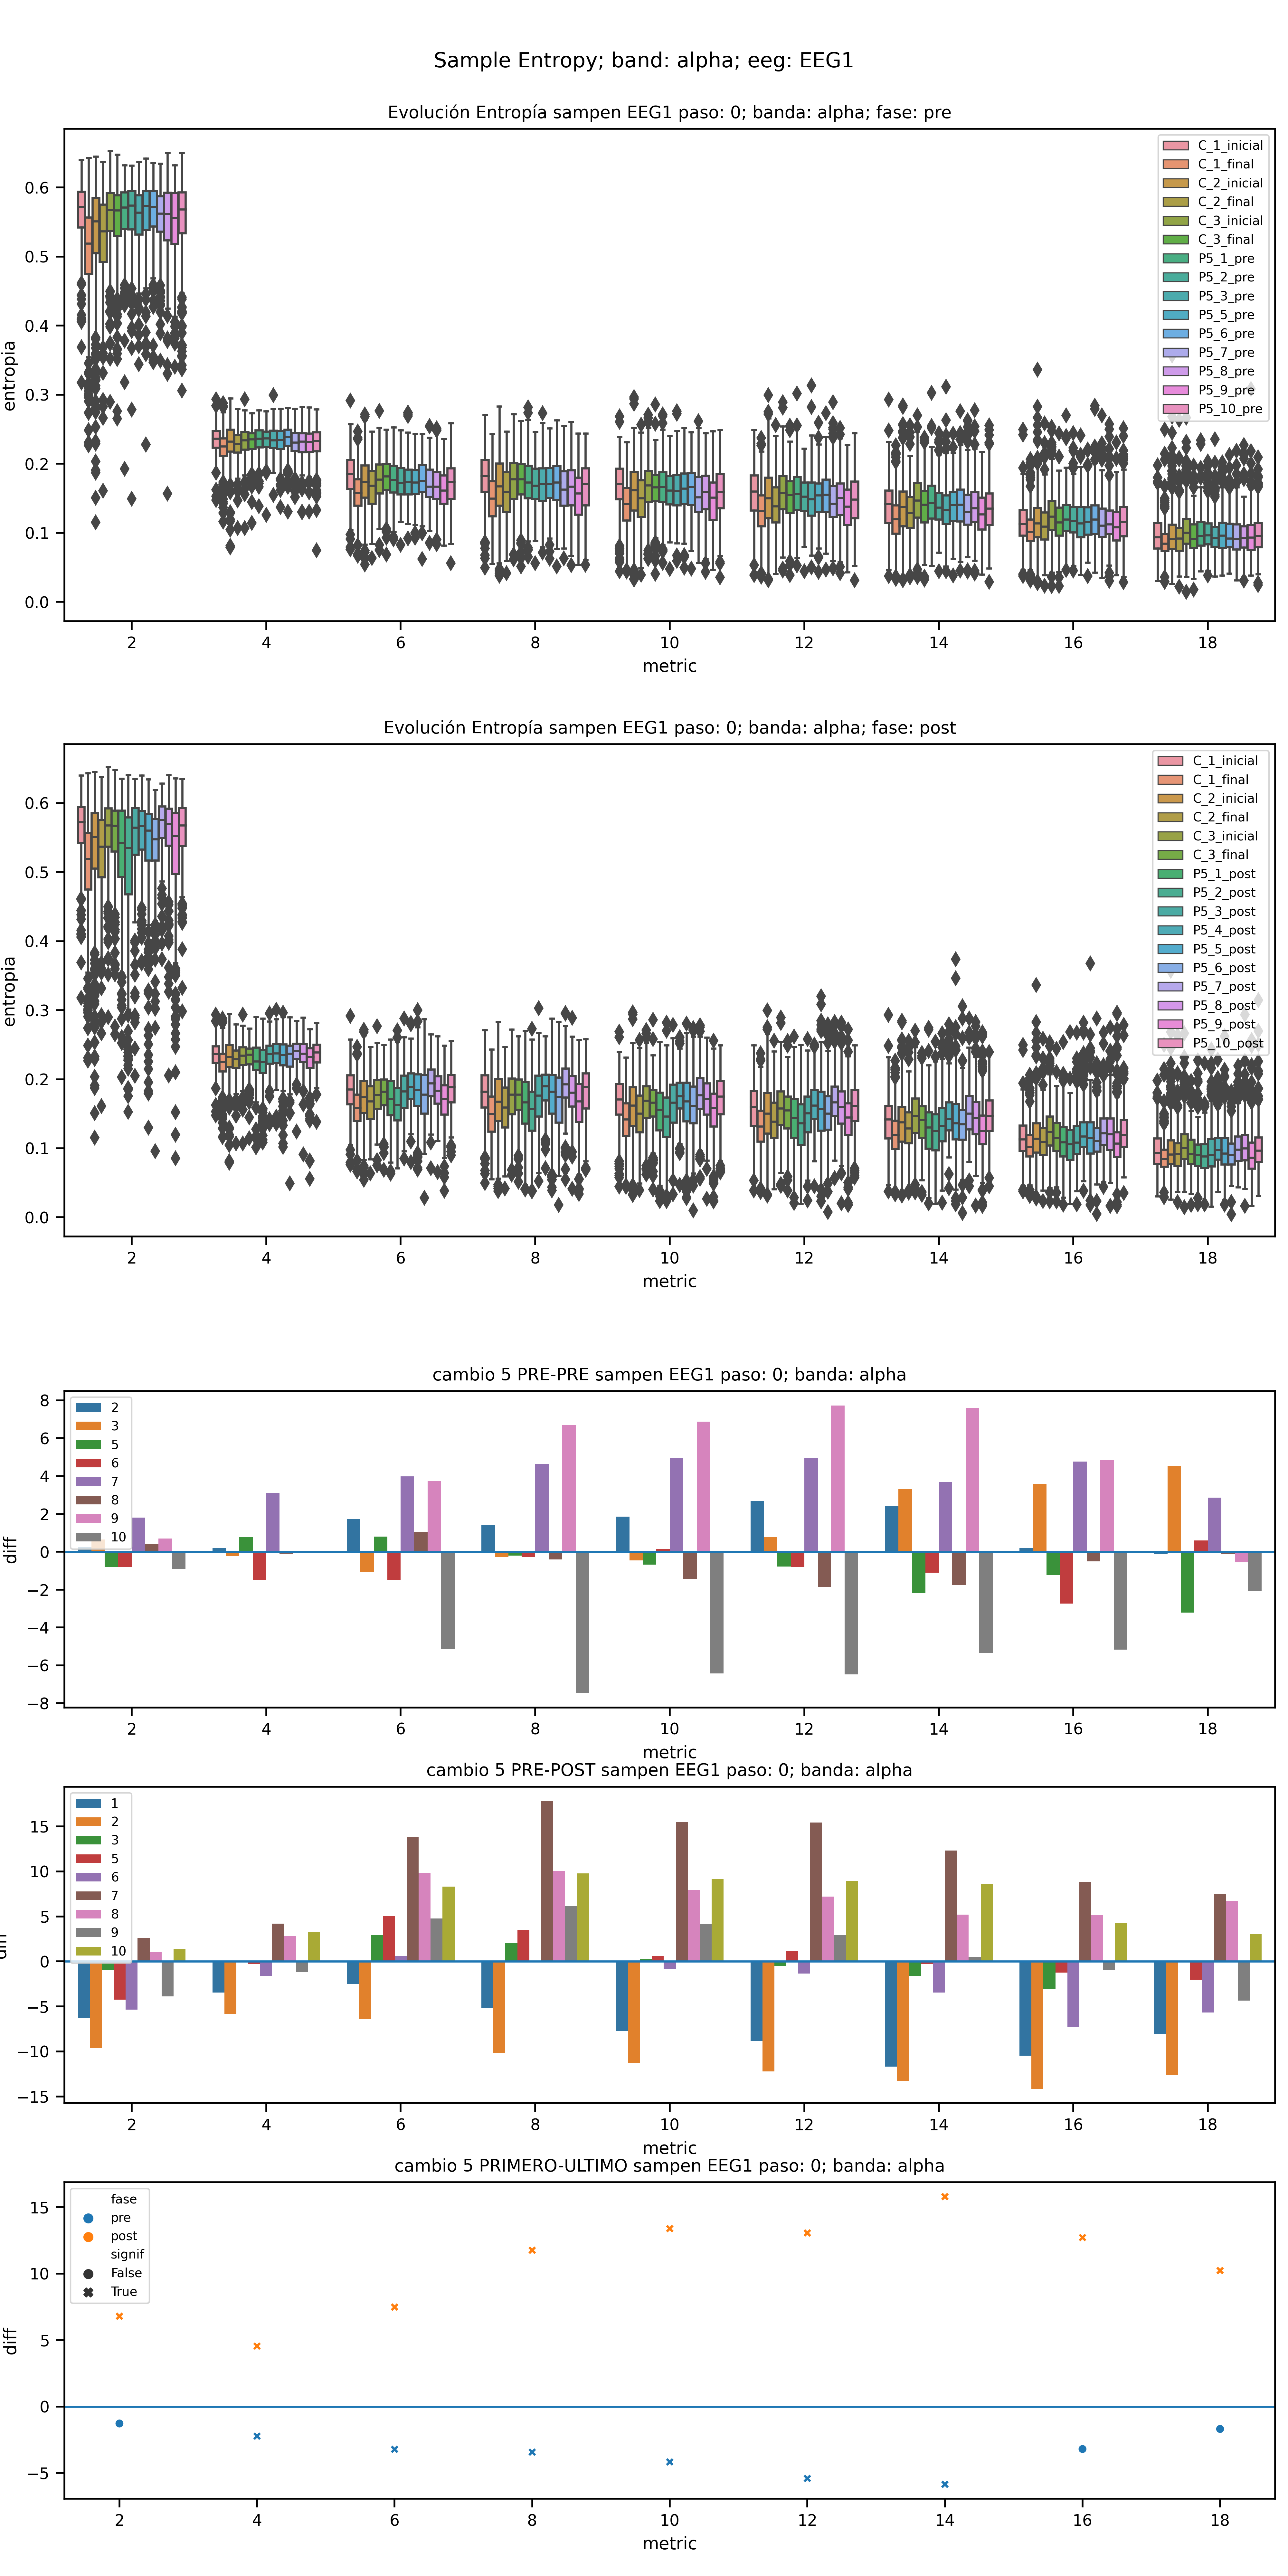 Sample Entropy; band: alpha; eeg: EEG1
Evolución Entropía sampen EEG1 paso: 0; banda: alpha; fase: pre
entropia
0.6
0.5
0.4
0.3
0.2
0.1
0.0
C_1_inicial
C_1_final
C_2_inicial
C_2_final
C_3_inicial
C_3_final
P5_1_pre
P5_2_pre
P5_3_pre
P5_5_pre
P5_6_pre
P5_7_pre
P5_8_pre
P5_9_pre
P5_10_pre
2 4 6 8 10 12 14 16 18
metric
Evolución Entropía sampen EEG1 paso: 0; banda: alpha; fase: post
entropia
0.6
0.5
0.4
0.3
0.2
0.1
0.0
C_1_inicial
C_1_final
C_2_inicial
C_2_final
C_3_inicial
C_3_final
P5_1_post
P5_2_post
P5_3_post
P5_4_post
P5_5_post
P5_6_post
P5_7_post
P5_8_post
P5_9_post
P5_10_post
2 4 6 8 10 12 14 16 18
metric
cambio 5 PRE-PRE sampen EEG1 paso: 0; banda: alpha
diff
8
6
4
2
0
−2
−4
−6
−8
2
3
5
6
7
8
9
10
2 4 6 8 10 12 14 16 18
metric
cambio 5 PRE-POST sampen EEG1 paso: 0; banda: alpha
diff
15
10
5
0
−5
−10
−15
1
2
3
5
6
7
8
9
10
2 4 6 8 10 12 14 16 18
metric
cambio 5 PRIMERO-ULTIMO sampen EEG1 paso: 0; banda: alpha
diff
15
10
5
0
−5
fase
pre
post
signif
False
True
2 4 6 8 10 12 14 16 18
metric